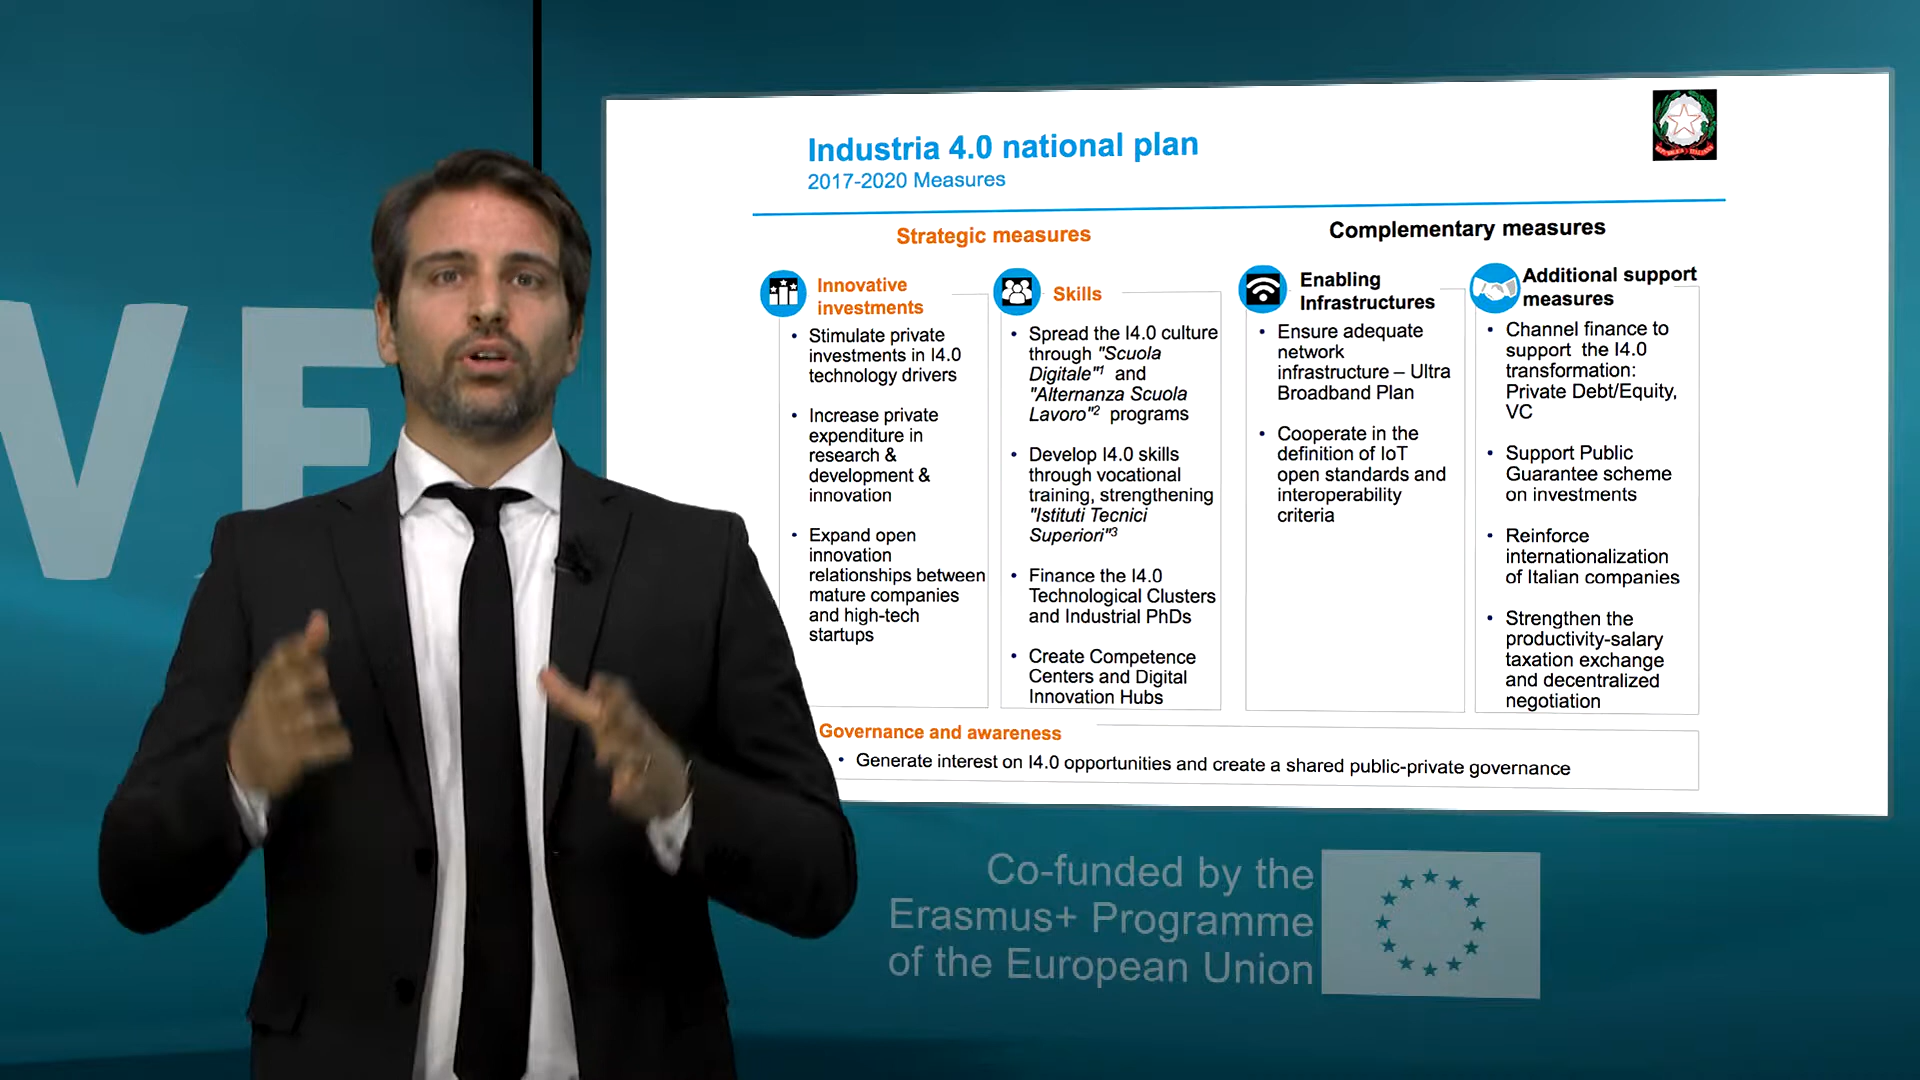 VE
Industria 4.0 national plan
2017-2020 Measures
Strategic measures
Complementary measures
Innovative
investments
• Stimulate private
investments in I4.0
technology drivers
• Increase private
expenditure in
research &
development &
innovation
• Expand open
innovation
relationships between
mature companies
and high-tech
startups
Skills
• Spread the I4.0 culture
through "Scuola
Digitale"¹ and
"Alternanza Scuola
Lavoro"² programs
• Develop I4.0 skills
through vocational
training, strengthening
"Istituti Tecnici
Superiori"³
• Finance the I4.0
Technological Clusters
and Industrial PhDs
• Create Competence
Centers and Digital
Innovation Hubs
Enabling
Infrastructures
• Ensure adequate
network
infrastructure – Ultra
Broadband Plan
• Cooperate in the
definition of IoT
open standards and
interoperability
criteria
Additional support
measures
• Channel finance to
support the I4.0
transformation:
Private Debt/Equity,
VC
• Support Public
Guarantee scheme
on investments
• Reinforce
internationalization
of Italian companies
• Strengthen the
productivity-salary
taxation exchange
and decentralized
negotiation
Governance and awareness
• Generate interest on I4.0 opportunities and create a shared public-private governance
Co-funded by the
Erasmus+ Programme
of the European Union